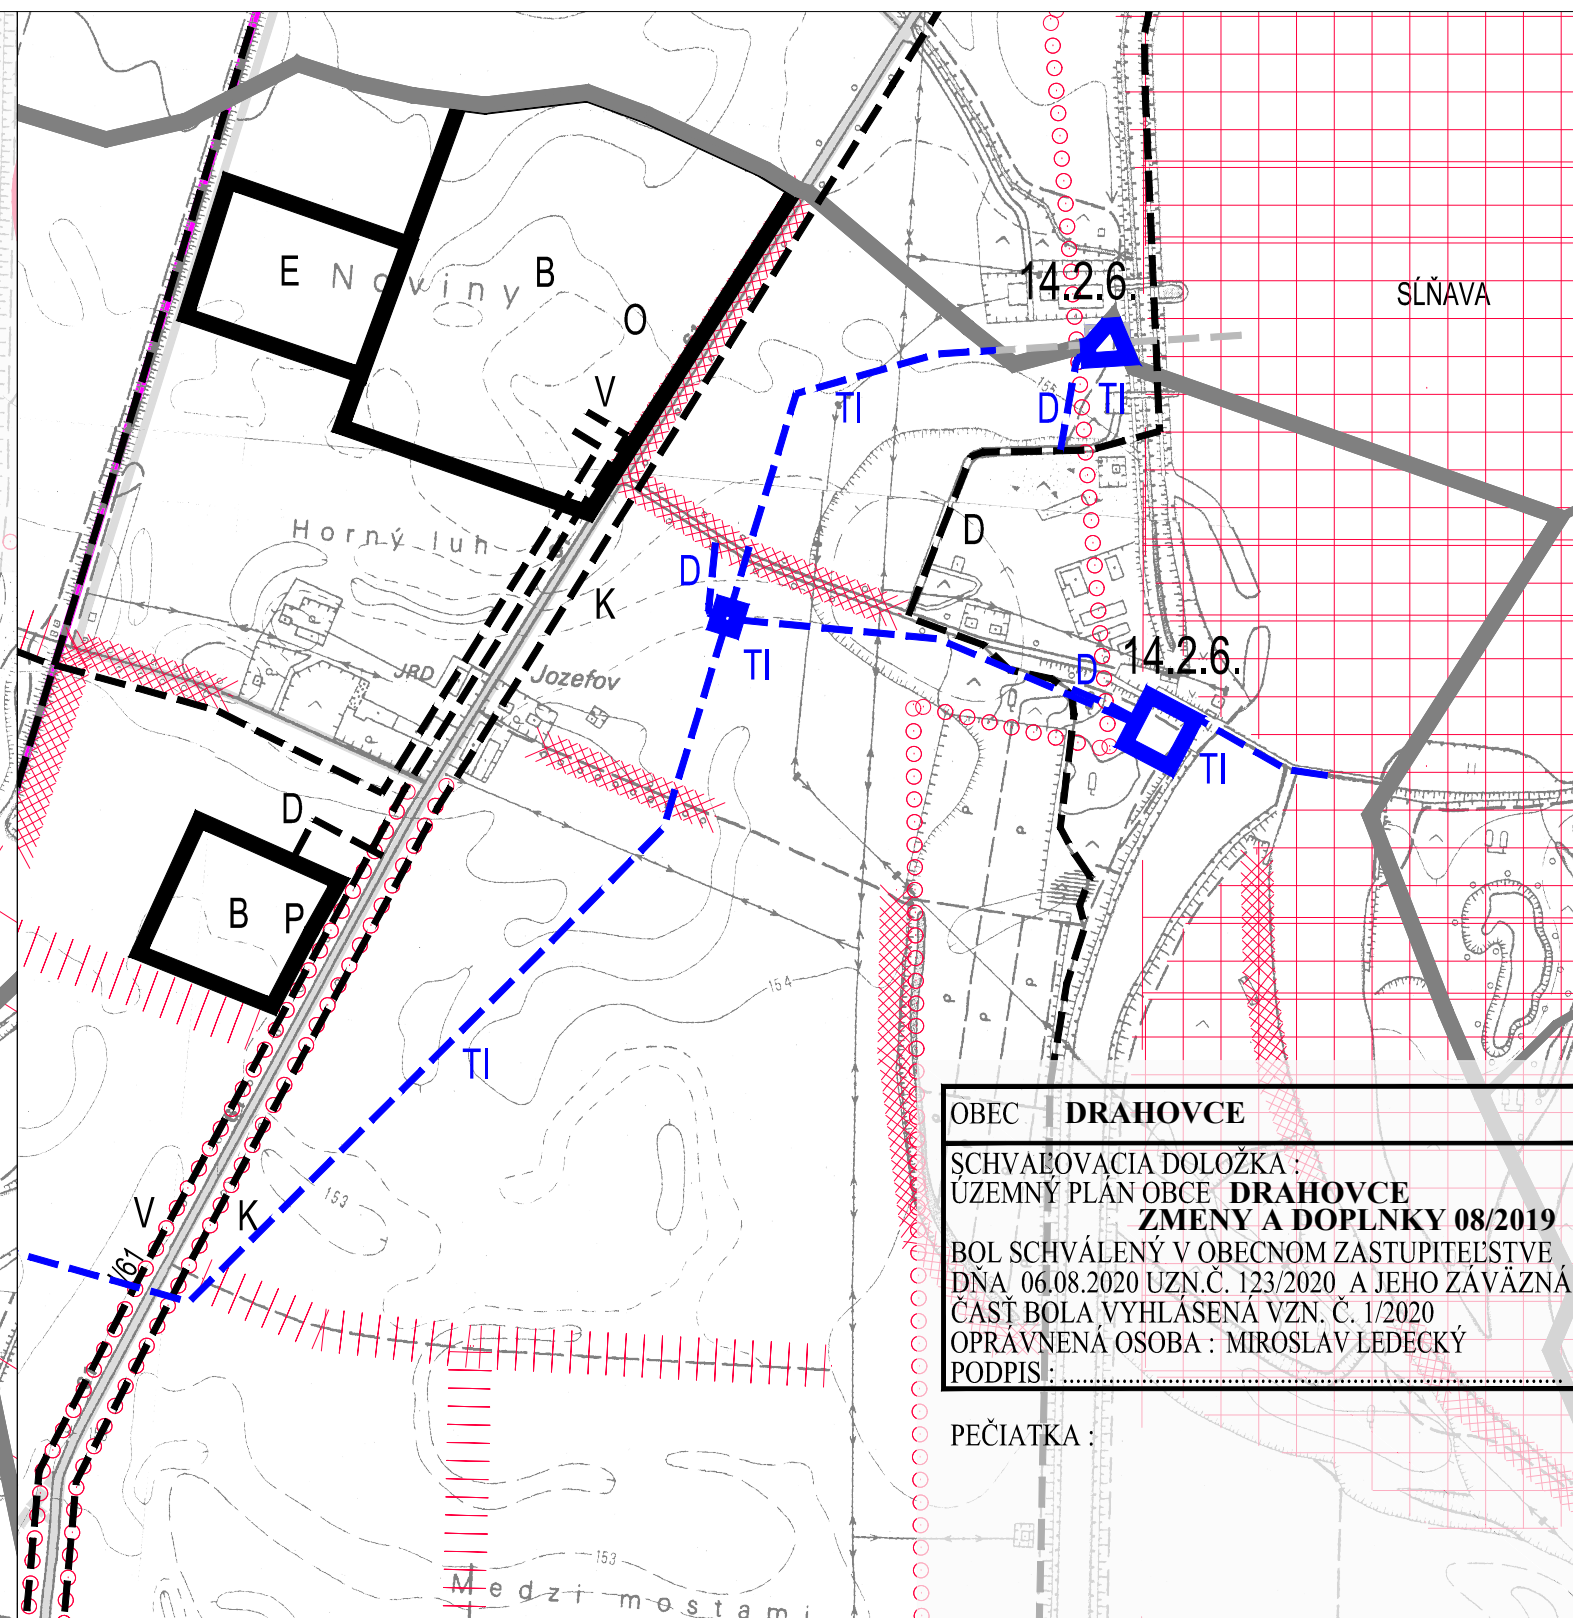 14.2.6.
E
Noviny
B
SĹŇAVA
O
V
TI
D
TI
155
D
Horný luh
D
K
TI
14.2.6.
D
JRD
Jozefov
TI
D
B
P
154
TI
153
V
K
I/61
153
Medzi mostami
OBEC DRAHOVCE
SCHVAĽOVACIA DOLOŽKA :
ÚZEMNÝ PLÁN OBCE DRAHOVCE
ZMENY A DOPLNKY 08/2019
BOL SCHVÁLENÝ V OBECNOM ZASTUPITEĽSTVE
DŇA 06.08.2020 UZN.Č. 123/2020 A JEHO ZÁVÄZNÁ
ČASŤ BOLA VYHLÁSENÁ VZN. Č. 1/2020
OPRÁVNENÁ OSOBA : MIROSLAV LEDECKÝ
PODPIS : ................................................................................
PEČIATKA :